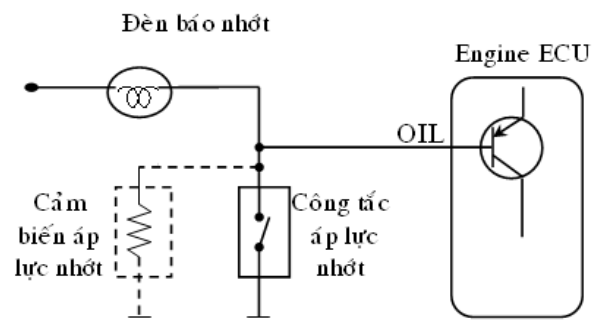 Đèn báo nhớt
Engine ECU
OIL
Cảm
biến áp
lực nhớt
Công tắc
áp lực
nhớt